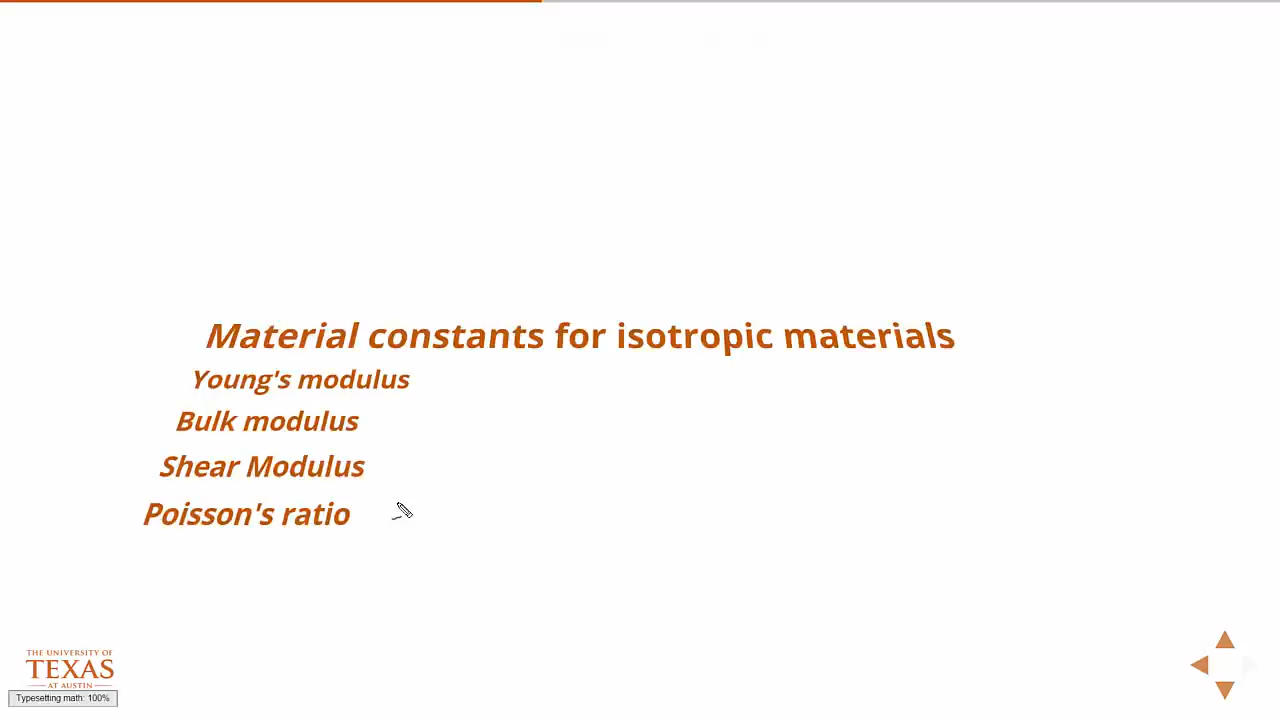 Material constants for isotropic materials
Young's modulus
Bulk modulus
Shear Modulus
Poisson's ratio
THE UNIVERSITY OF
TEXAS
AT AUSTIN
Typesetting math: 100%